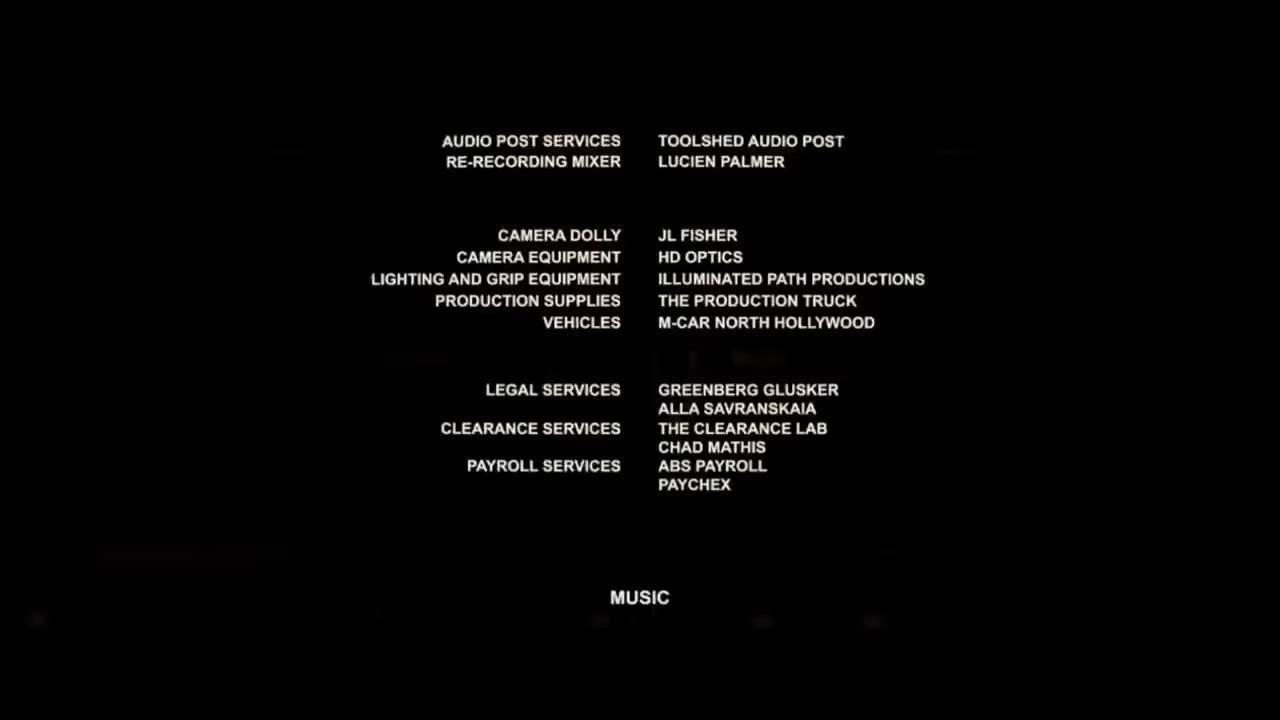 AUDIO POST SERVICES TOOLSHED AUDIO POST
RE-RECORDING MIXER LUCIEN PALMER
CAMERA DOLLY JL FISHER
CAMERA EQUIPMENT HD OPTICS
LIGHTING AND GRIP EQUIPMENT ILLUMINATED PATH PRODUCTIONS
PRODUCTION SUPPLIES THE PRODUCTION TRUCK
VEHICLES M-CAR NORTH HOLLYWOOD
LEGAL SERVICES GREENBERG GLUSKER
ALLA SAVRANSKAIA
CLEARANCE SERVICES THE CLEARANCE LAB
CHAD MATHIS
PAYROLL SERVICES ABS PAYROLL
PAYCHEX
MUSIC